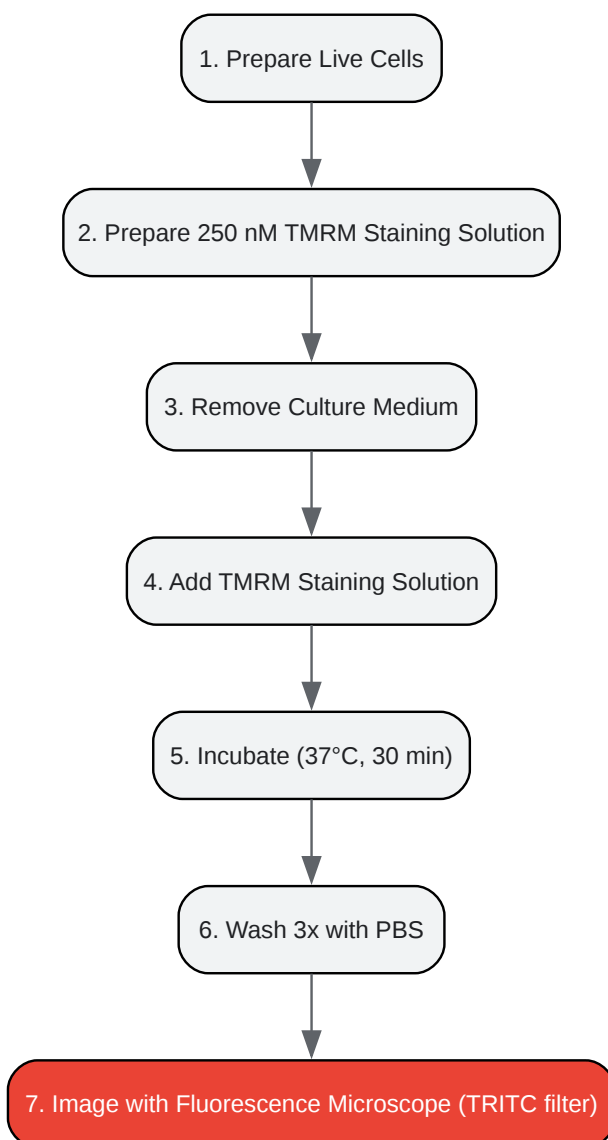 1. Prepare Live Cells
2. Prepare 250 nM TMRM Staining Solution
3. Remove Culture Medium
4. Add TMRM Staining Solution
5. Incubate (37°C, 30 min)
6. Wash 3x with PBS
7. Image with Fluorescence Microscope (TRITC filter)